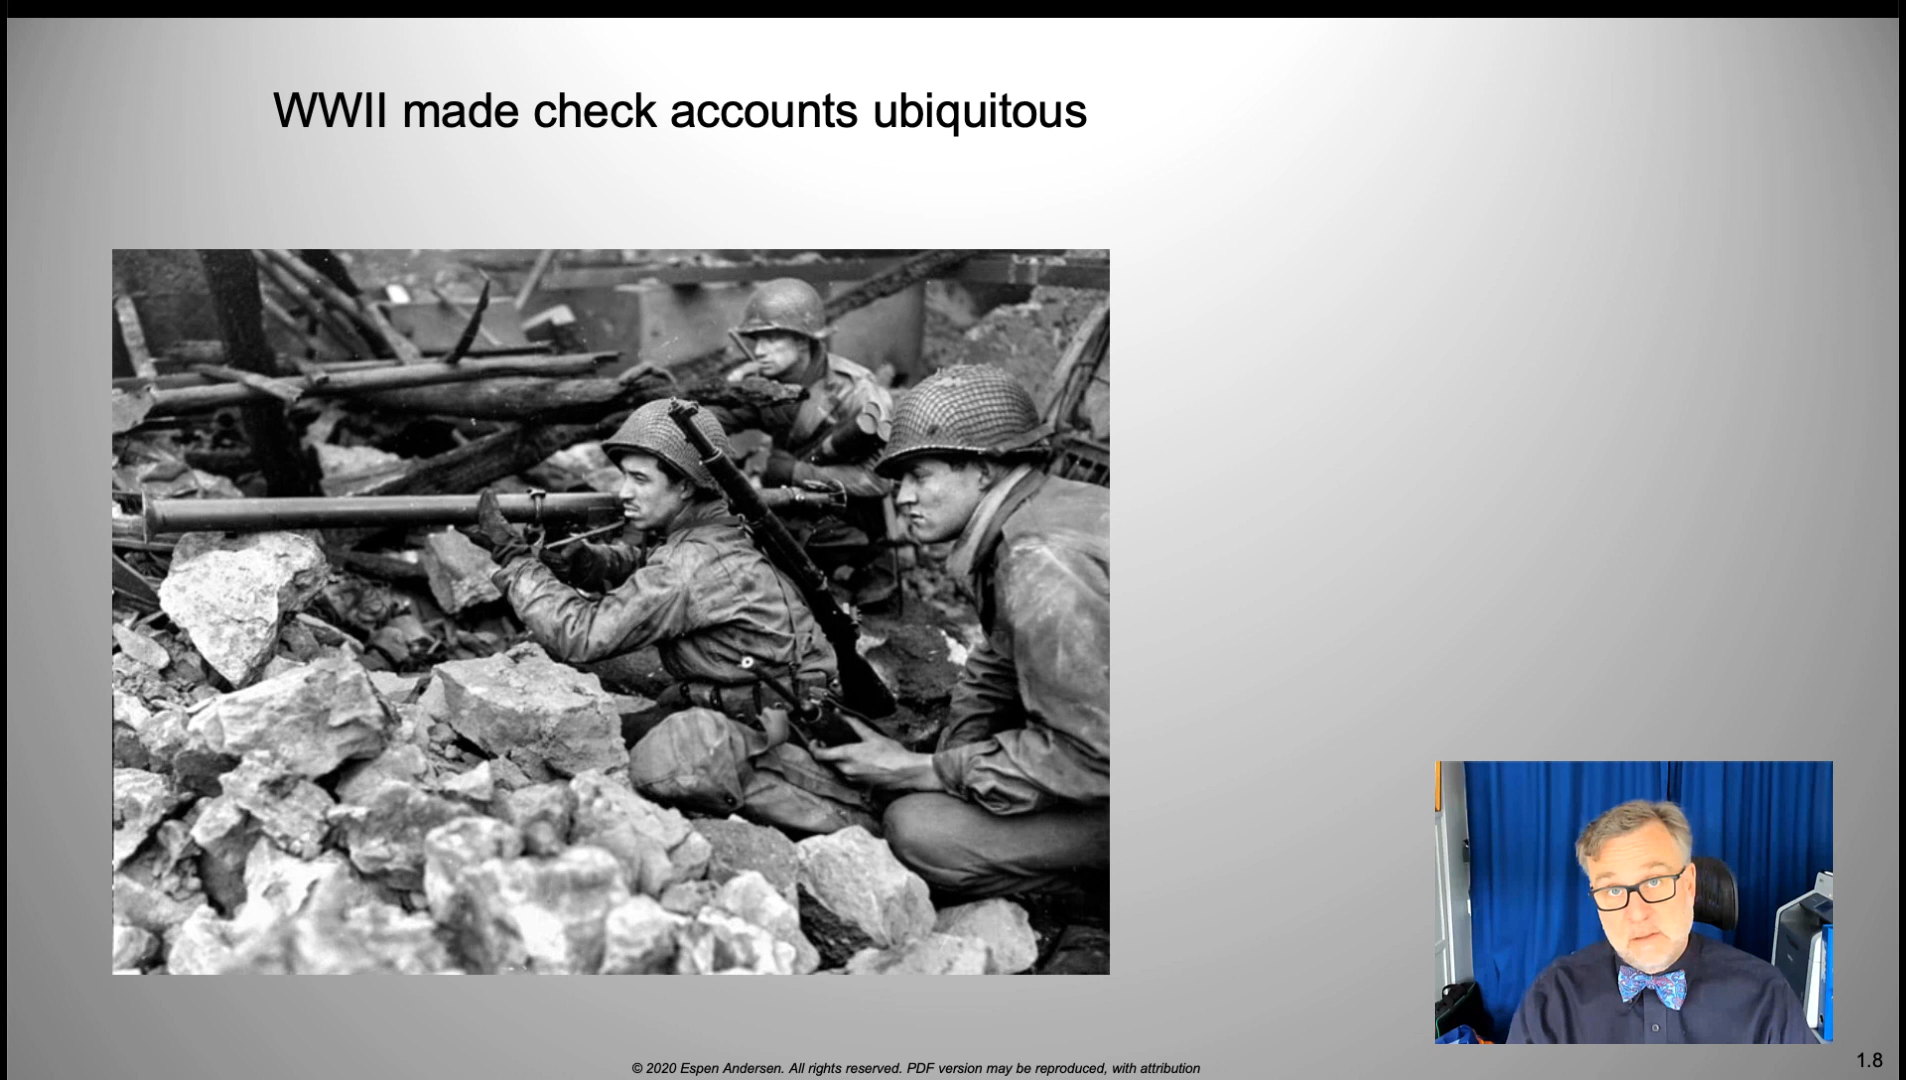 WWII made check accounts ubiquitous
© 2020 Espen Andersen. All rights reserved. PDF version may be reproduced, with attribution
1.8